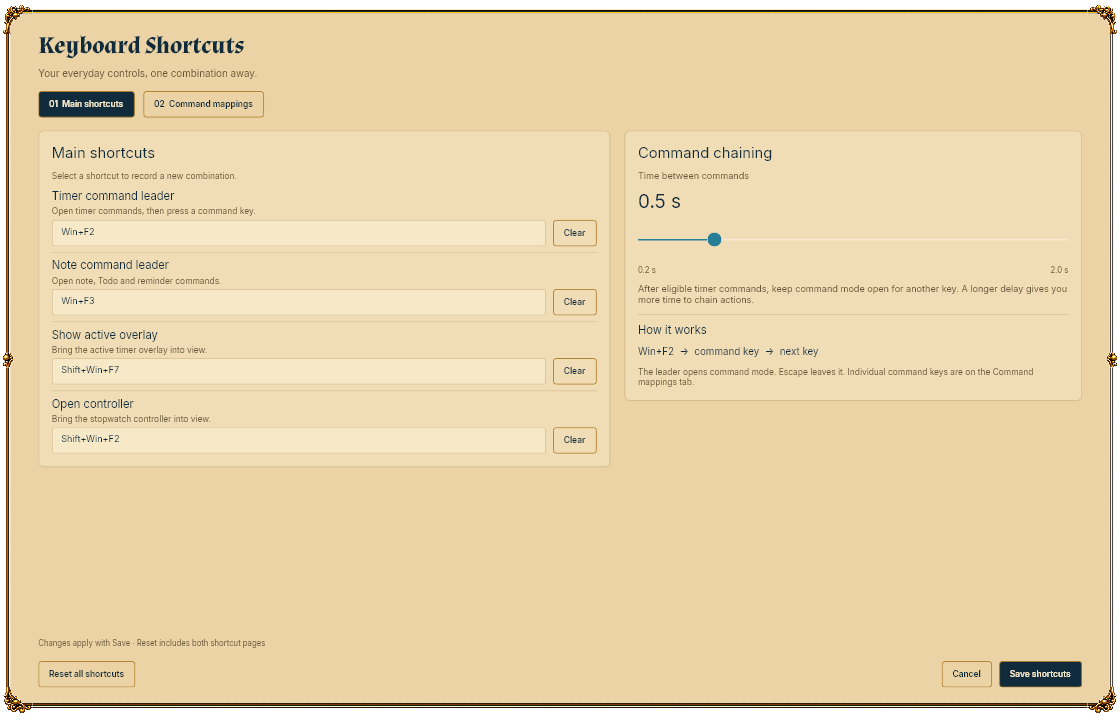 Keyboard Shortcuts
Your everyday controls, one combination away.
01 Main shortcuts
02 Command mappings
Main shortcuts
Select a shortcut to record a new combination.
Timer command leader
Open timer commands, then press a command key.
Win+F2
Clear
Note command leader
Open note, Todo and reminder commands.
Win+F3
Clear
Show active overlay
Bring the active timer overlay into view.
Shift+Win+F7
Clear
Open controller
Bring the stopwatch controller into view.
Shift+Win+F2
Clear
Command chaining
Time between commands
0.5 s
0.2 s
2.0 s
After eligible timer commands, keep command mode open for another key. A longer delay gives you
more time to chain actions.
How it works
Win+F2 → command key → next key
The leader opens command mode. Escape leaves it. Individual command keys are on the Command
mappings tab.
Changes apply with Save · Reset includes both shortcut pages
Reset all shortcuts
Cancel
Save shortcuts